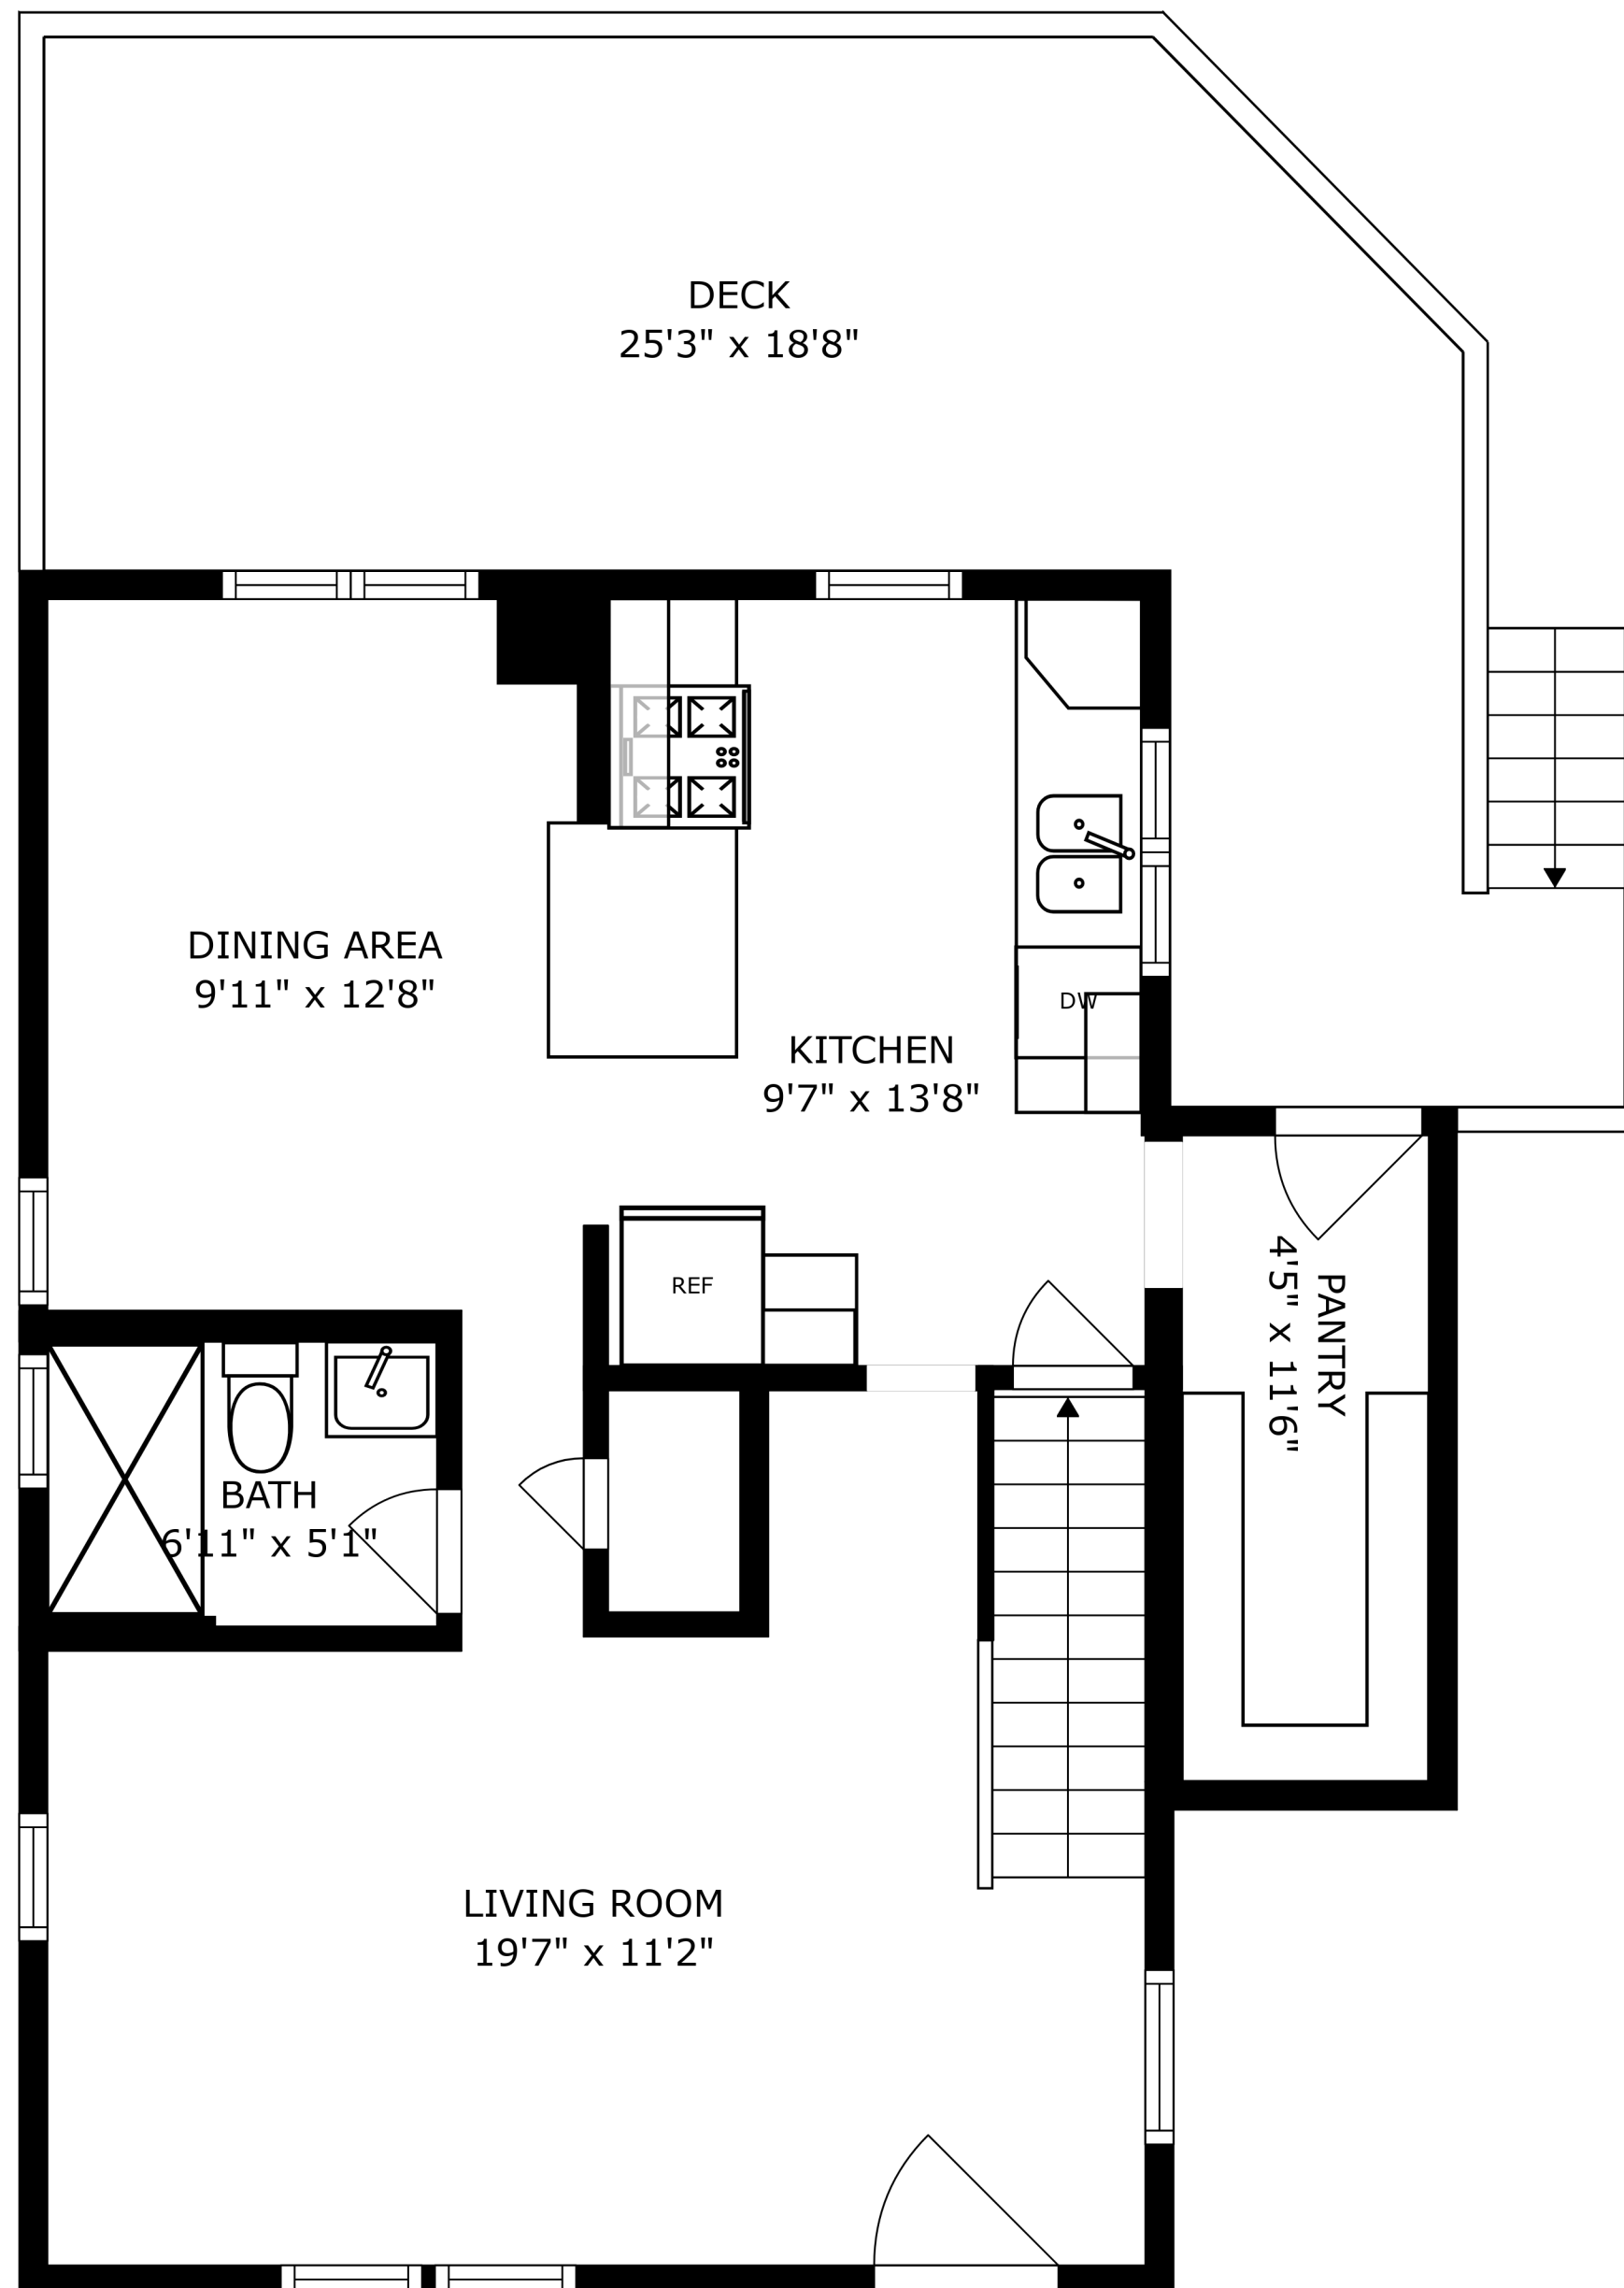 DECK
25'3" x 18'8"
DINING AREA
9'11" x 12'8"
DW
KITCHEN
9'7" x 13'8"
REF
PANTRY
4'5" x 11'6"
BATH
6'11" x 5'1"
LIVING ROOM
19'7" x 11'2"